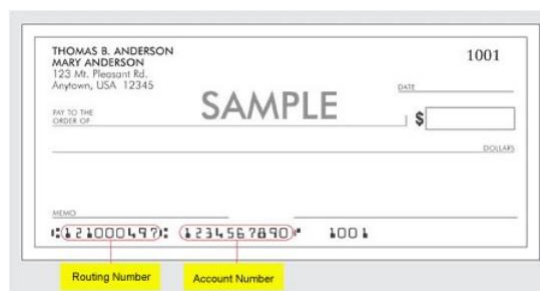 THOMAS B. ANDERSON
1001
MARY ANDERSON
123 Mt. Pleasant Rd.
Anytown, USA 12345
DATE
SAMPLE
PAY TO THE
ORDER OF
$
DOLLARS
MEMO
⑆121000497⑆ 1234567890⑈ 1001
Routing Number Account Number